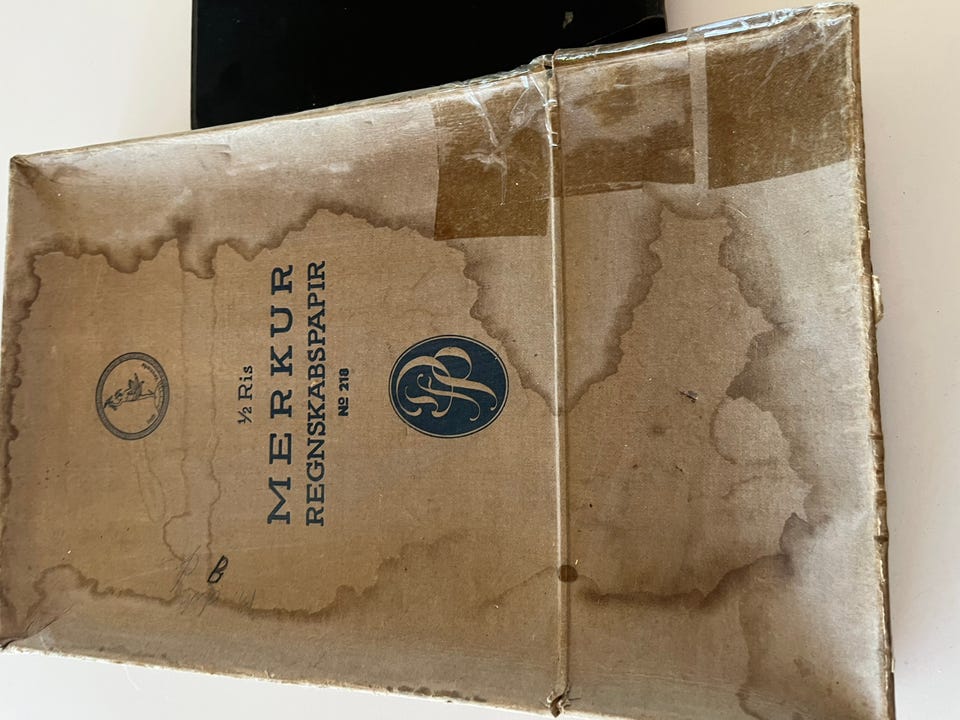 ½ Ris
MERKUR
REGNSKABSPAPIR
Nº 218
B